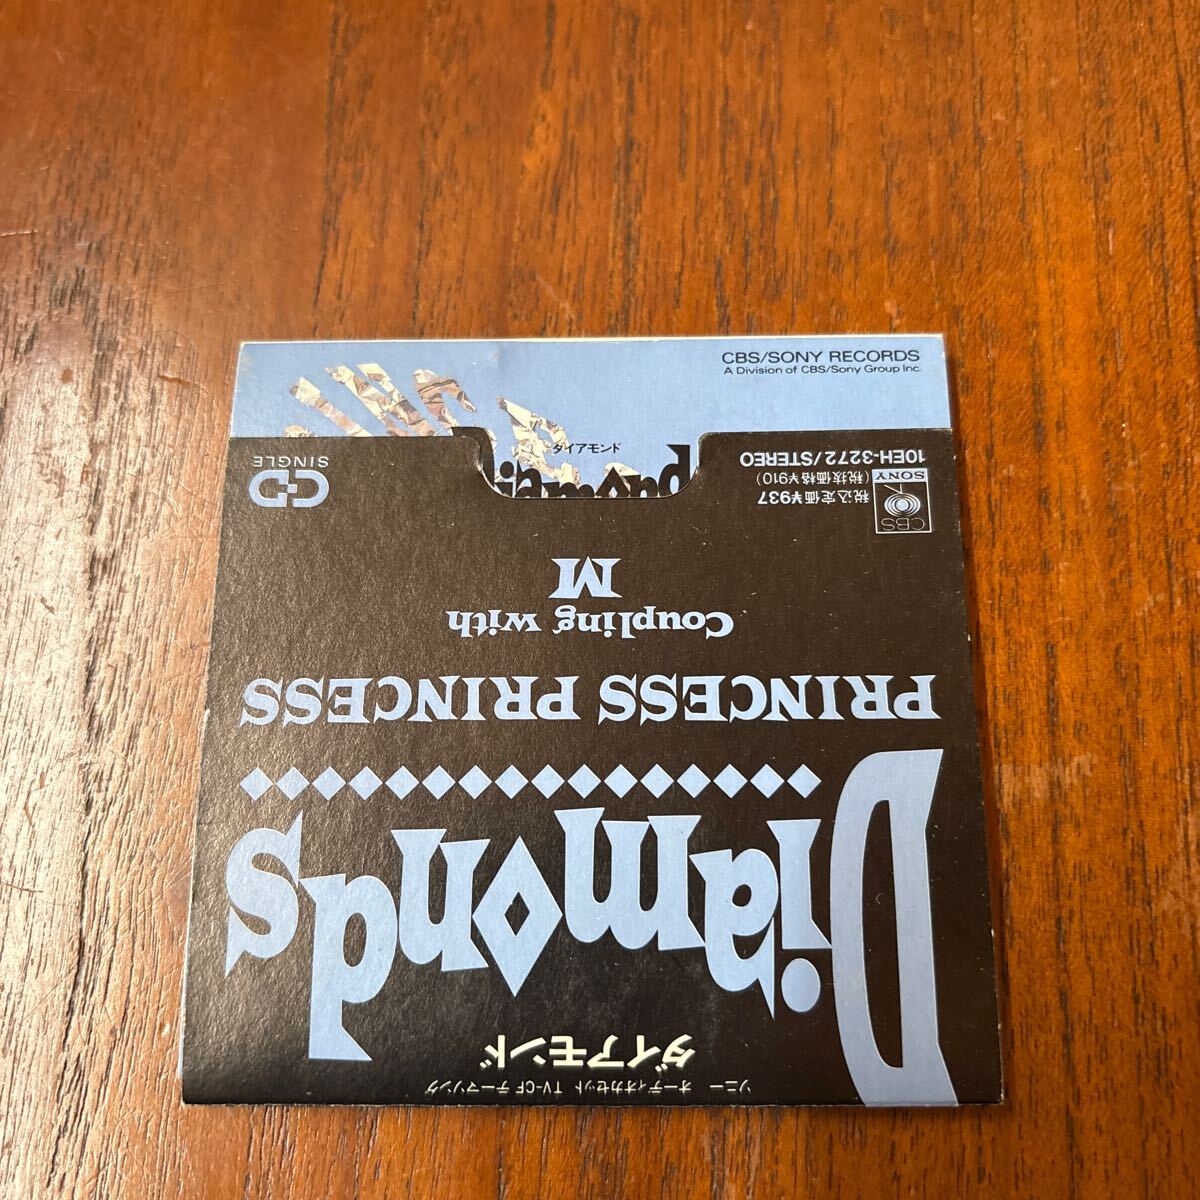 CBS/SONY RECORDS
A Division of CBS/Sony Group Inc.
ダイアモンド
Diamond
SINGLE
CD
10EH-3272/STEREO
(税抜価格¥910)
税込定価¥937
SONY
CBS
M
Coupling with
PRINCESS PRINCESS
Diamonds
ダイアモンド
ソニー オーディオカセット TV-CF テーマソング